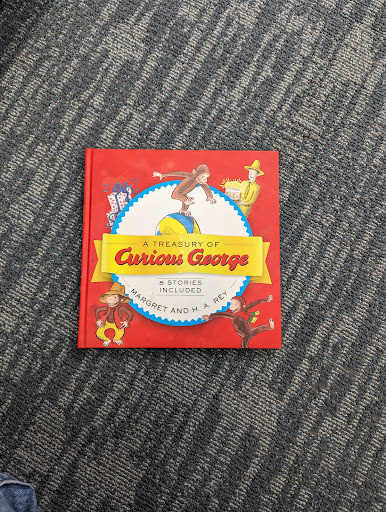 A TREASURY OF
Curious George
8 STORIES
INCLUDED
MARGRET AND H. A. REY